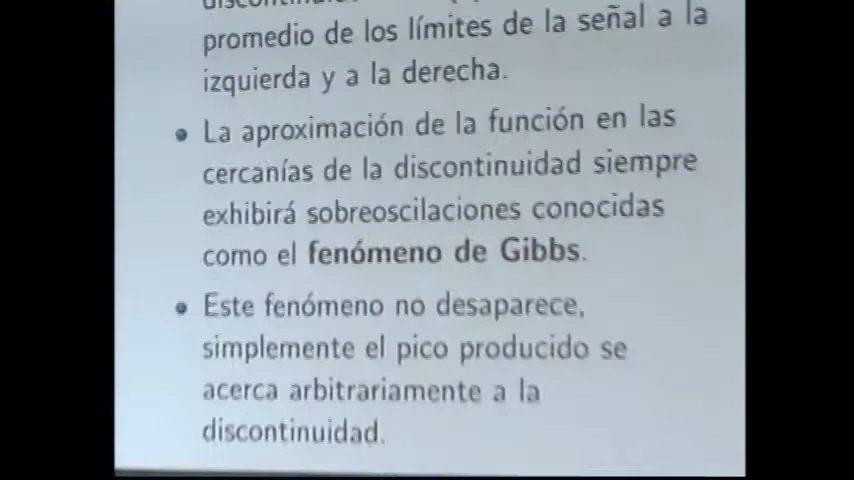 promedio de los límites de la señal a la
izquierda y a la derecha.
• La aproximación de la función en las
cercanías de la discontinuidad siempre
exhibirá sobreoscilaciones conocidas
como el fenómeno de Gibbs.
• Este fenómeno no desaparece,
simplemente el pico producido se
acerca arbitrariamente a la
discontinuidad.